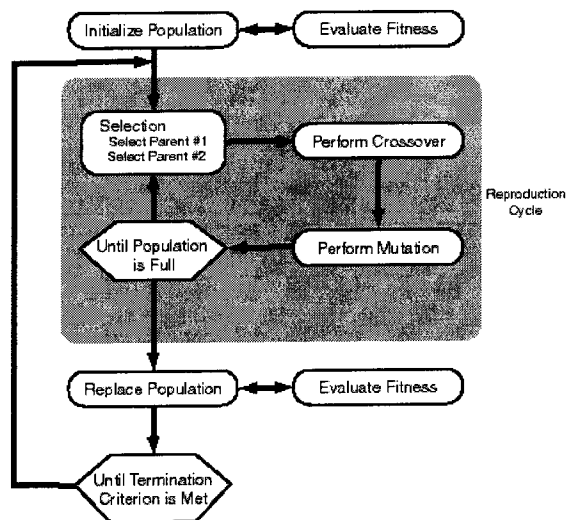 Initialize Population
Evaluate Fitness
Selection
Select Parent #1
Select Parent #2
Perform Crossover
Reproduction
Cycle
Until Population
is Full
Perform Mutation
Replace Population
Evaluate Fitness
Until Termination
Criterion is Met